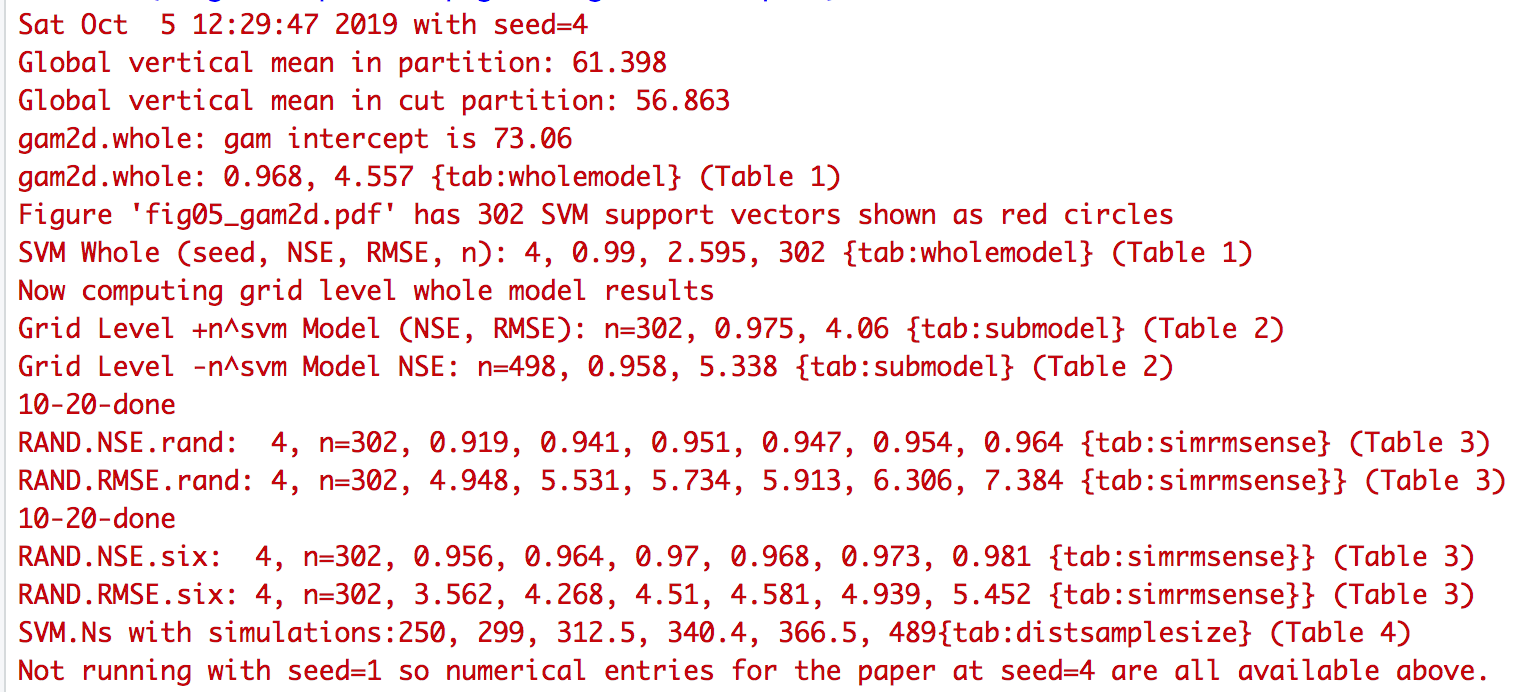 Sat Oct  5 12:29:47 2019 with seed=4
Global vertical mean in partition: 61.398
Global vertical mean in cut partition: 56.863
gam2d.whole: gam intercept is 73.06
gam2d.whole: 0.968, 4.557 {tab:wholemodel} (Table 1)
Figure 'fig05_gam2d.pdf' has 302 SVM support vectors shown as red circles
SVM Whole (seed, NSE, RMSE, n): 4, 0.99, 2.595, 302 {tab:wholemodel} (Table 1)
Now computing grid level whole model results
Grid Level +n^svm Model (NSE, RMSE): n=302, 0.975, 4.06 {tab:submodel} (Table 2)
Grid Level -n^svm Model NSE: n=498, 0.958, 5.338 {tab:submodel} (Table 2)
10-20-done
RAND.NSE.rand:  4, n=302, 0.919, 0.941, 0.951, 0.947, 0.954, 0.964 {tab:simrmsense} (Table 3)
RAND.RMSE.rand: 4, n=302, 4.948, 5.531, 5.734, 5.913, 6.306, 7.384 {tab:simrmsense}} (Table 3)
10-20-done
RAND.NSE.six:  4, n=302, 0.956, 0.964, 0.97, 0.968, 0.973, 0.981 {tab:simrmsense}} (Table 3)
RAND.RMSE.six: 4, n=302, 3.562, 4.268, 4.51, 4.581, 4.939, 5.452 {tab:simrmsense}} (Table 3)
SVM.Ns with simulations:250, 299, 312.5, 340.4, 366.5, 489{tab:distsamplesize} (Table 4)
Not running with seed=1 so numerical entries for the paper at seed=4 are all available above.